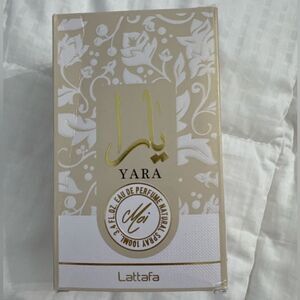 يارا
YARA
EAU DE PERFUME NATURAL SPRAY 100ML 3.4 FL.OZ.
Moi
Lattafa